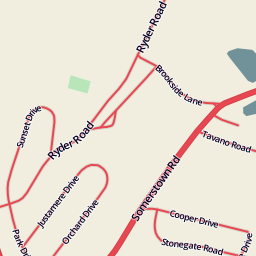 Ryder Road
Brookside Lane
Sunset Drive
Ryder Road
Tavano Road
Somerstown Rd
Justamere Drive
Orchard Drive
Cooper Drive
Park
Drive
Stonegate Road